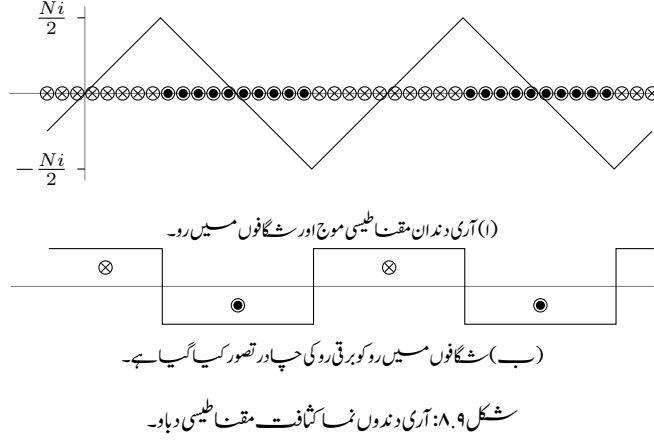 Ni/2
−Ni/2
(ا) آری دندان مقناطیسی موج اور شگافوں میں رو۔
(ب) شگافوں میں رو کو برقی رو کی چادر تصور کیا گیا ہے۔
شکل ۸.۹: آری دندوں نما کثافت مقناطیسی دباو۔